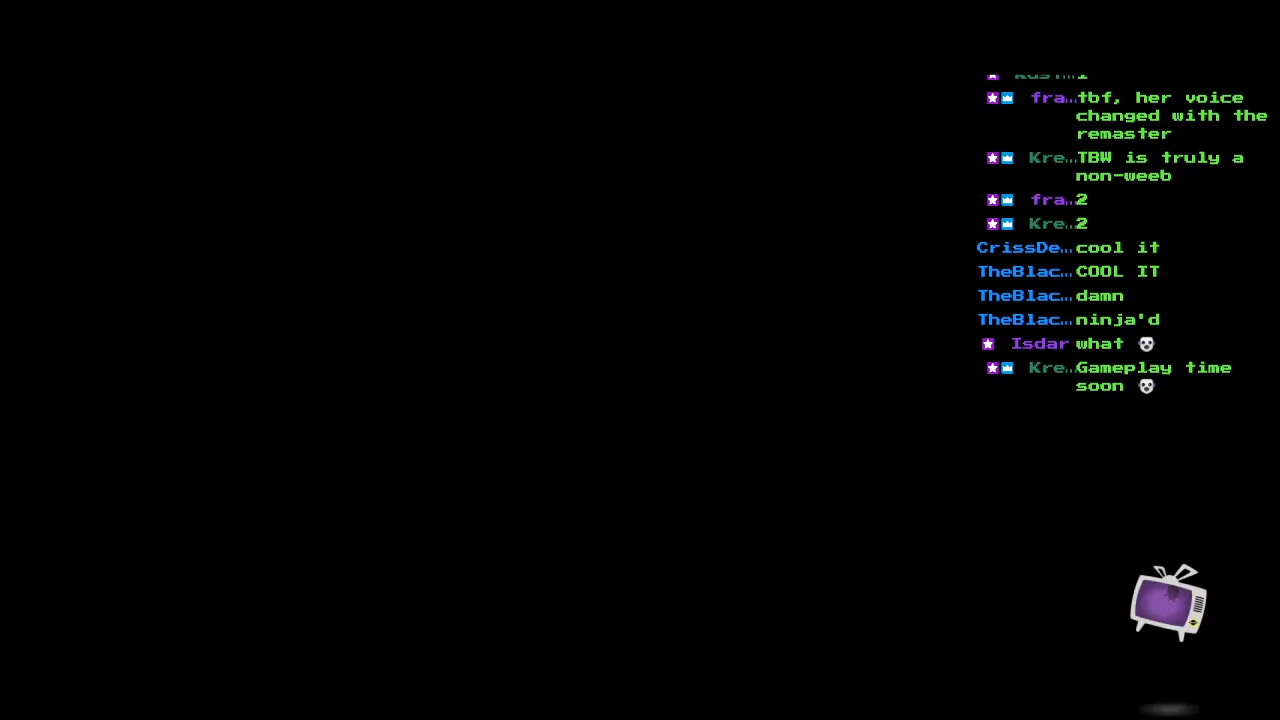 fra… tbf, her voice
changed with the
remaster
Kre… TBW is truly a
non-weeb
fra… 2
Kre… 2
CrissDe… cool it
TheBlac… COOL IT
TheBlac… damn
TheBlac… ninja'd
Isdar what
Kre… Gameplay time
soon